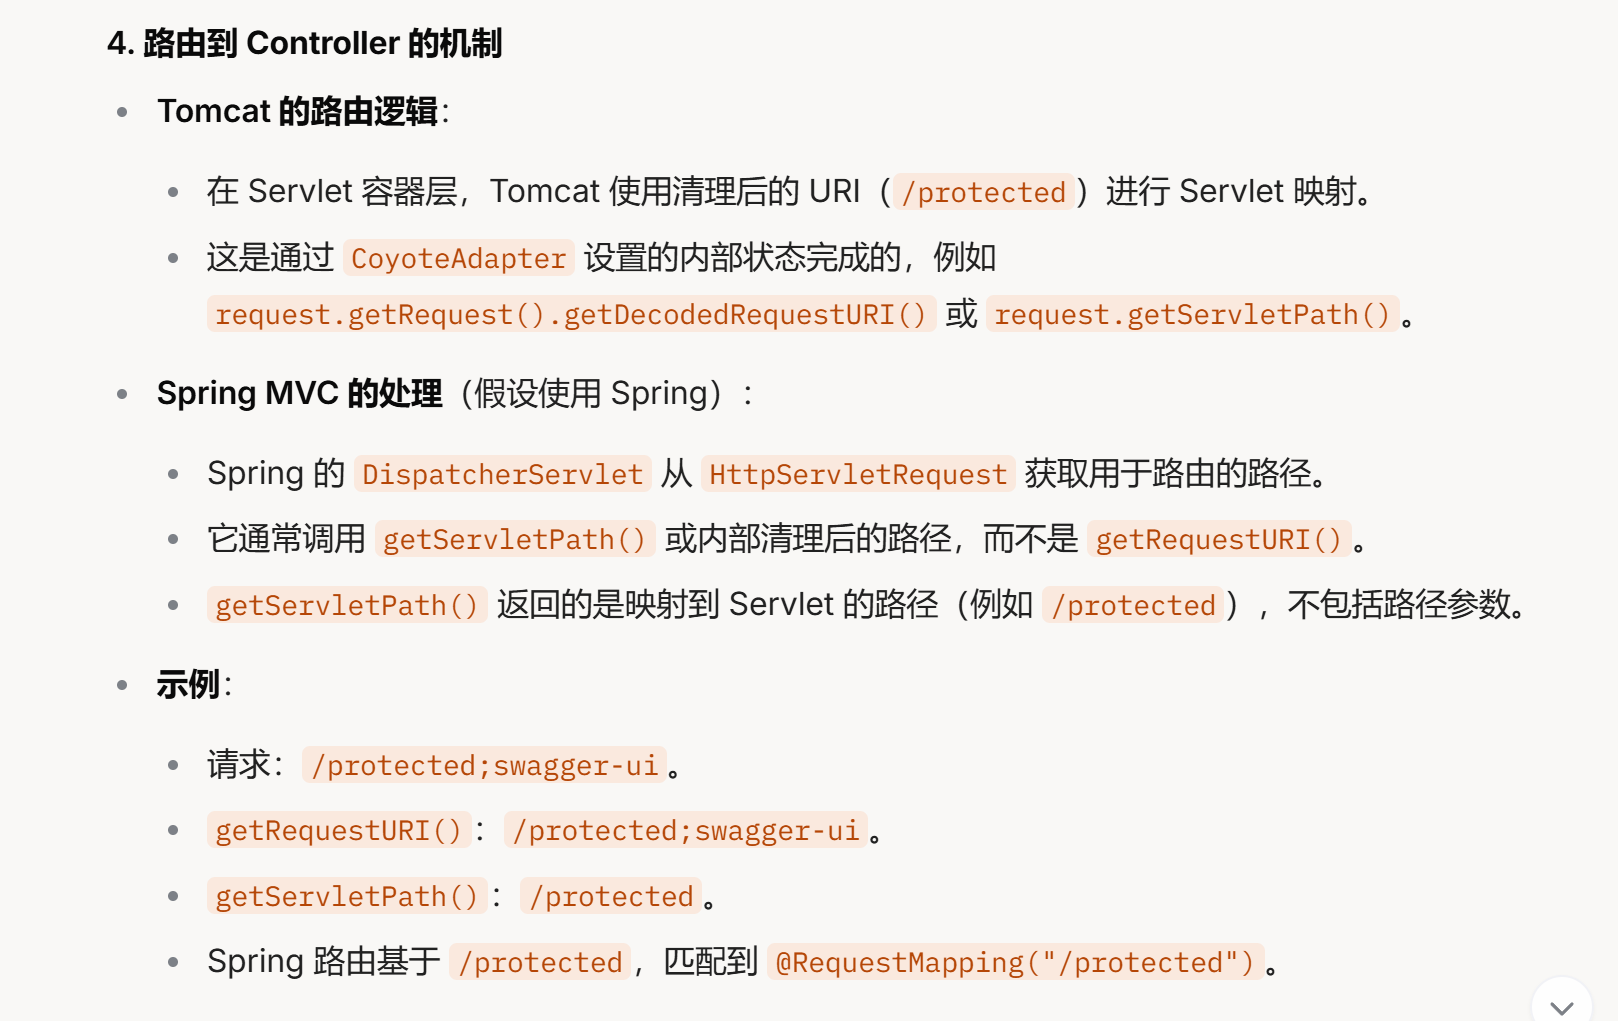 4. 路由到 Controller 的机制
Tomcat 的路由逻辑：
在 Servlet 容器层，Tomcat 使用清理后的 URI（/protected）进行 Servlet 映射。
这是通过 CoyoteAdapter 设置的内部状态完成的，例如
request.getRequest().getDecodedRequestURI() 或 request.getServletPath()。
Spring MVC 的处理（假设使用 Spring）：
Spring 的 DispatcherServlet 从 HttpServletRequest 获取用于路由的路径。
它通常调用 getServletPath() 或内部清理后的路径，而不是 getRequestURI()。
getServletPath() 返回的是映射到 Servlet 的路径（例如 /protected），不包括路径参数。
示例：
请求：/protected;swagger-ui。
getRequestURI()：/protected;swagger-ui。
getServletPath()：/protected。
Spring 路由基于 /protected，匹配到 @RequestMapping("/protected")。